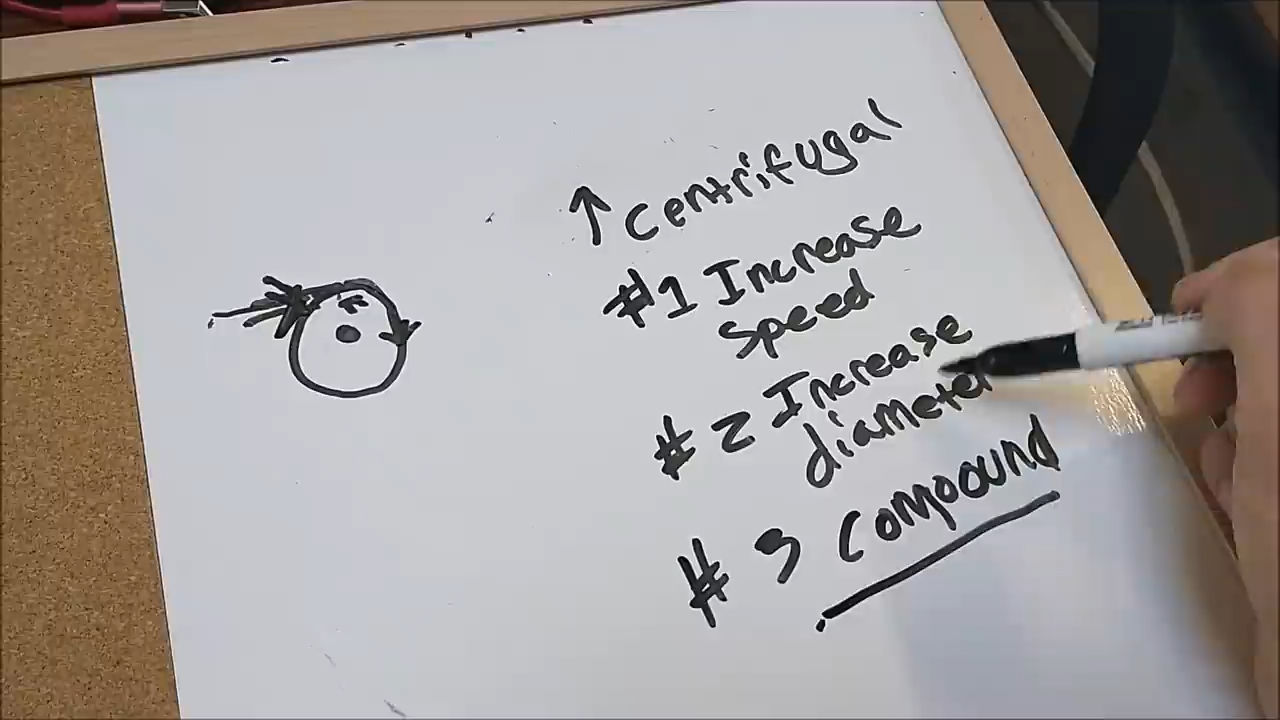 ↑ Centrifugal
#1 Increase
speed
#2 Increase
diameter
#3 Compound